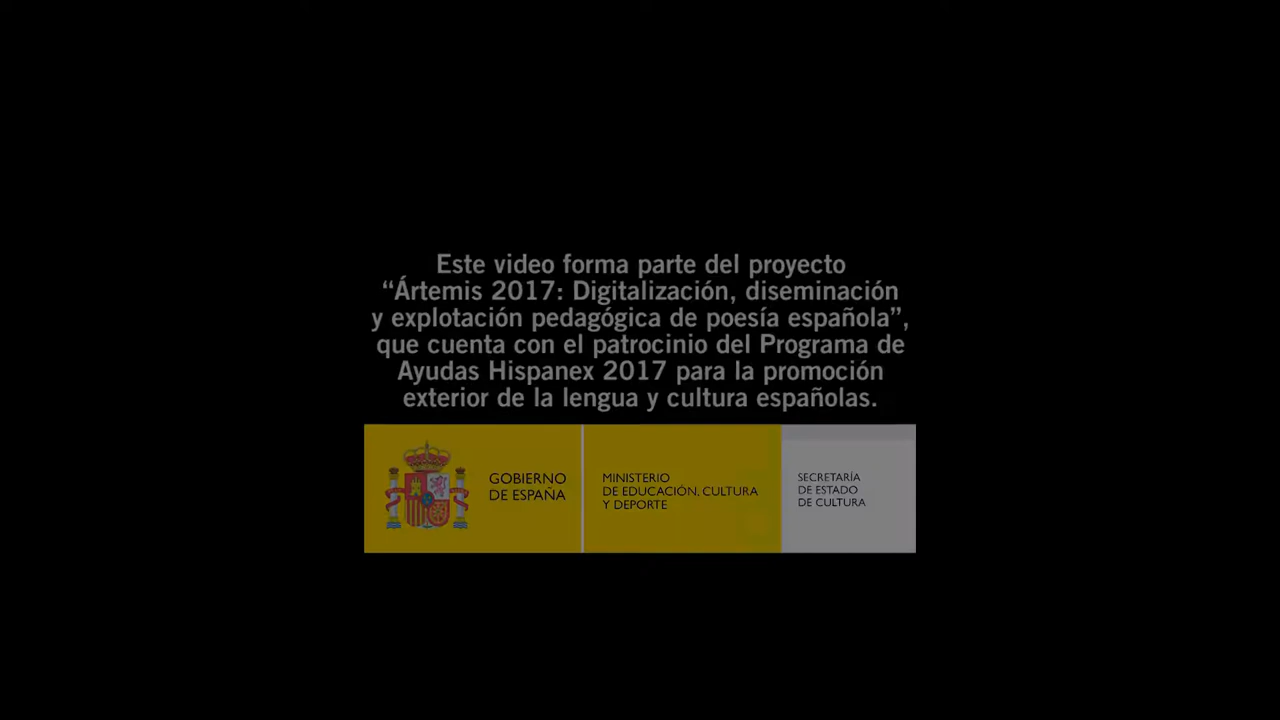 Este video forma parte del proyecto
“Ártemis 2017: Digitalización, diseminación
y explotación pedagógica de poesía española”,
que cuenta con el patrocinio del Programa de
Ayudas Hispanex 2017 para la promoción
exterior de la lengua y cultura españolas.
GOBIERNO
DE ESPAÑA
MINISTERIO
DE EDUCACIÓN, CULTURA
Y DEPORTE
SECRETARÍA
DE ESTADO
DE CULTURA